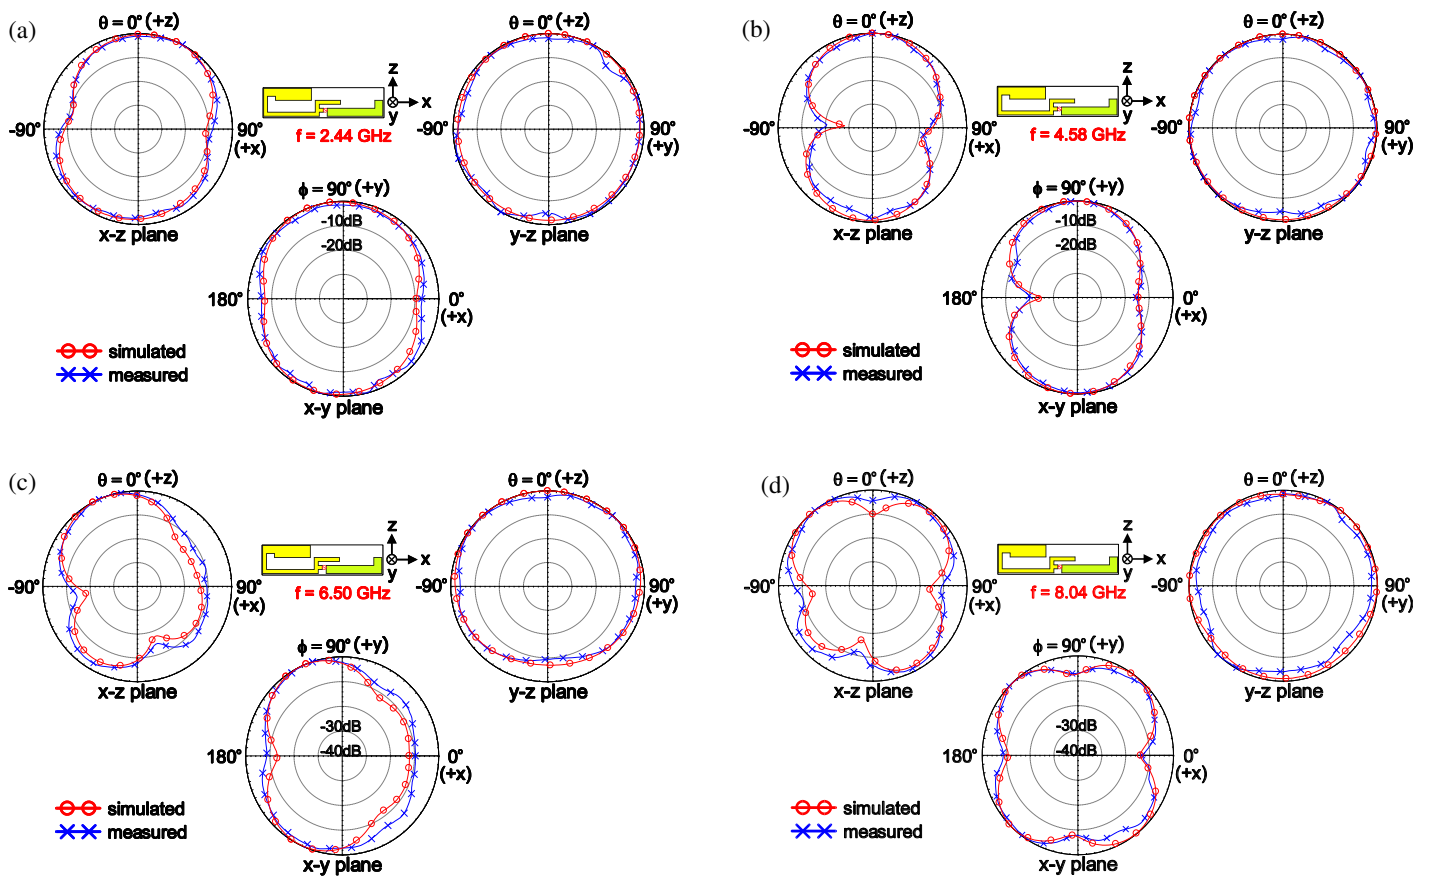 (a)
θ = 0° (+z)
-90°
90°
(+x)
x-z plane
z
x
y
f = 2.44 GHz
θ = 0° (+z)
-90°
90°
(+y)
y-z plane
ϕ = 90° (+y)
-10dB
-20dB
180°
0°
(+x)
x-y plane
simulated
measured
(b)
θ = 0° (+z)
-90°
90°
(+x)
x-z plane
z
x
y
f = 4.58 GHz
θ = 0° (+z)
-90°
90°
(+y)
y-z plane
ϕ = 90° (+y)
-10dB
-20dB
180°
0°
(+x)
x-y plane
simulated
measured
(c)
θ = 0° (+z)
-90°
90°
(+x)
x-z plane
z
x
y
f = 6.50 GHz
θ = 0° (+z)
-90°
90°
(+y)
y-z plane
ϕ = 90° (+y)
-30dB
-40dB
180°
0°
(+x)
x-y plane
simulated
measured
(d)
θ = 0° (+z)
-90°
90°
(+x)
x-z plane
z
x
y
f = 8.04 GHz
θ = 0° (+z)
-90°
90°
(+y)
y-z plane
ϕ = 90° (+y)
-30dB
-40dB
180°
0°
(+x)
x-y plane
simulated
measured